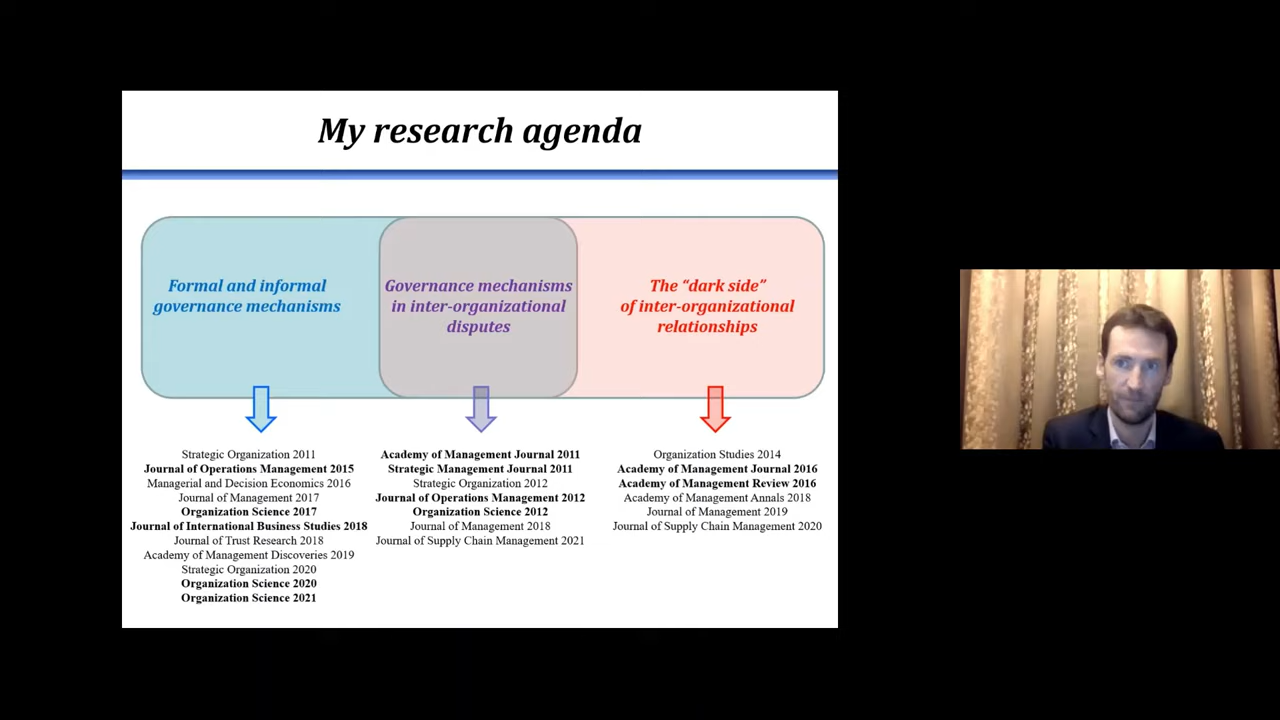 My research agenda
Formal and informal
governance mechanisms
Governance mechanisms
in inter-organizational
disputes
The “dark side”
of inter-organizational
relationships
Strategic Organization 2011
Journal of Operations Management 2015
Managerial and Decision Economics 2016
Journal of Management 2017
Organization Science 2017
Journal of International Business Studies 2018
Journal of Trust Research 2018
Academy of Management Discoveries 2019
Strategic Organization 2020
Organization Science 2020
Organization Science 2021
Academy of Management Journal 2011
Strategic Management Journal 2011
Strategic Organization 2012
Journal of Operations Management 2012
Organization Science 2012
Journal of Management 2018
Journal of Supply Chain Management 2021
Organization Studies 2014
Academy of Management Journal 2016
Academy of Management Review 2016
Academy of Management Annals 2018
Journal of Management 2019
Journal of Supply Chain Management 2020